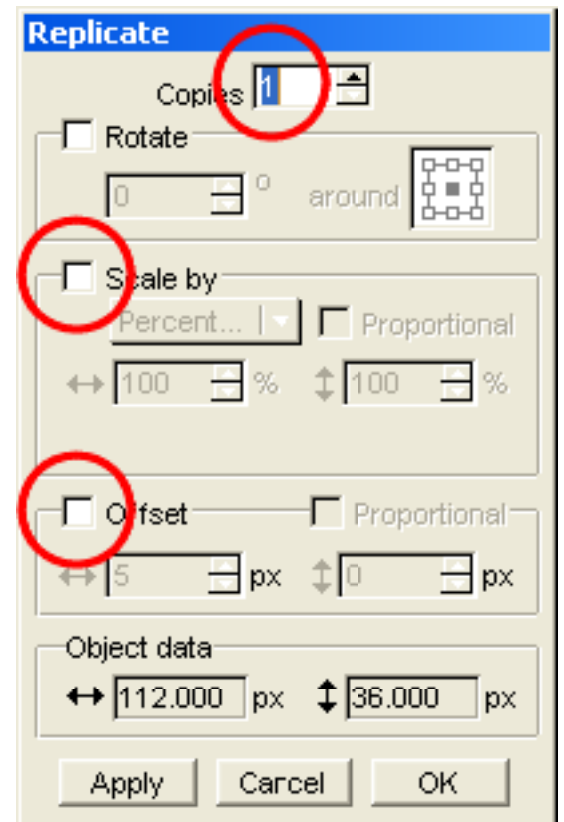 Replicate
Copies 1
Rotate
0 ° around
Scale by
Percent... Proportional
100 % 100 %
Offset Proportional
5 px 0 px
Object data
112.000 px 36.000 px
Apply Cancel OK